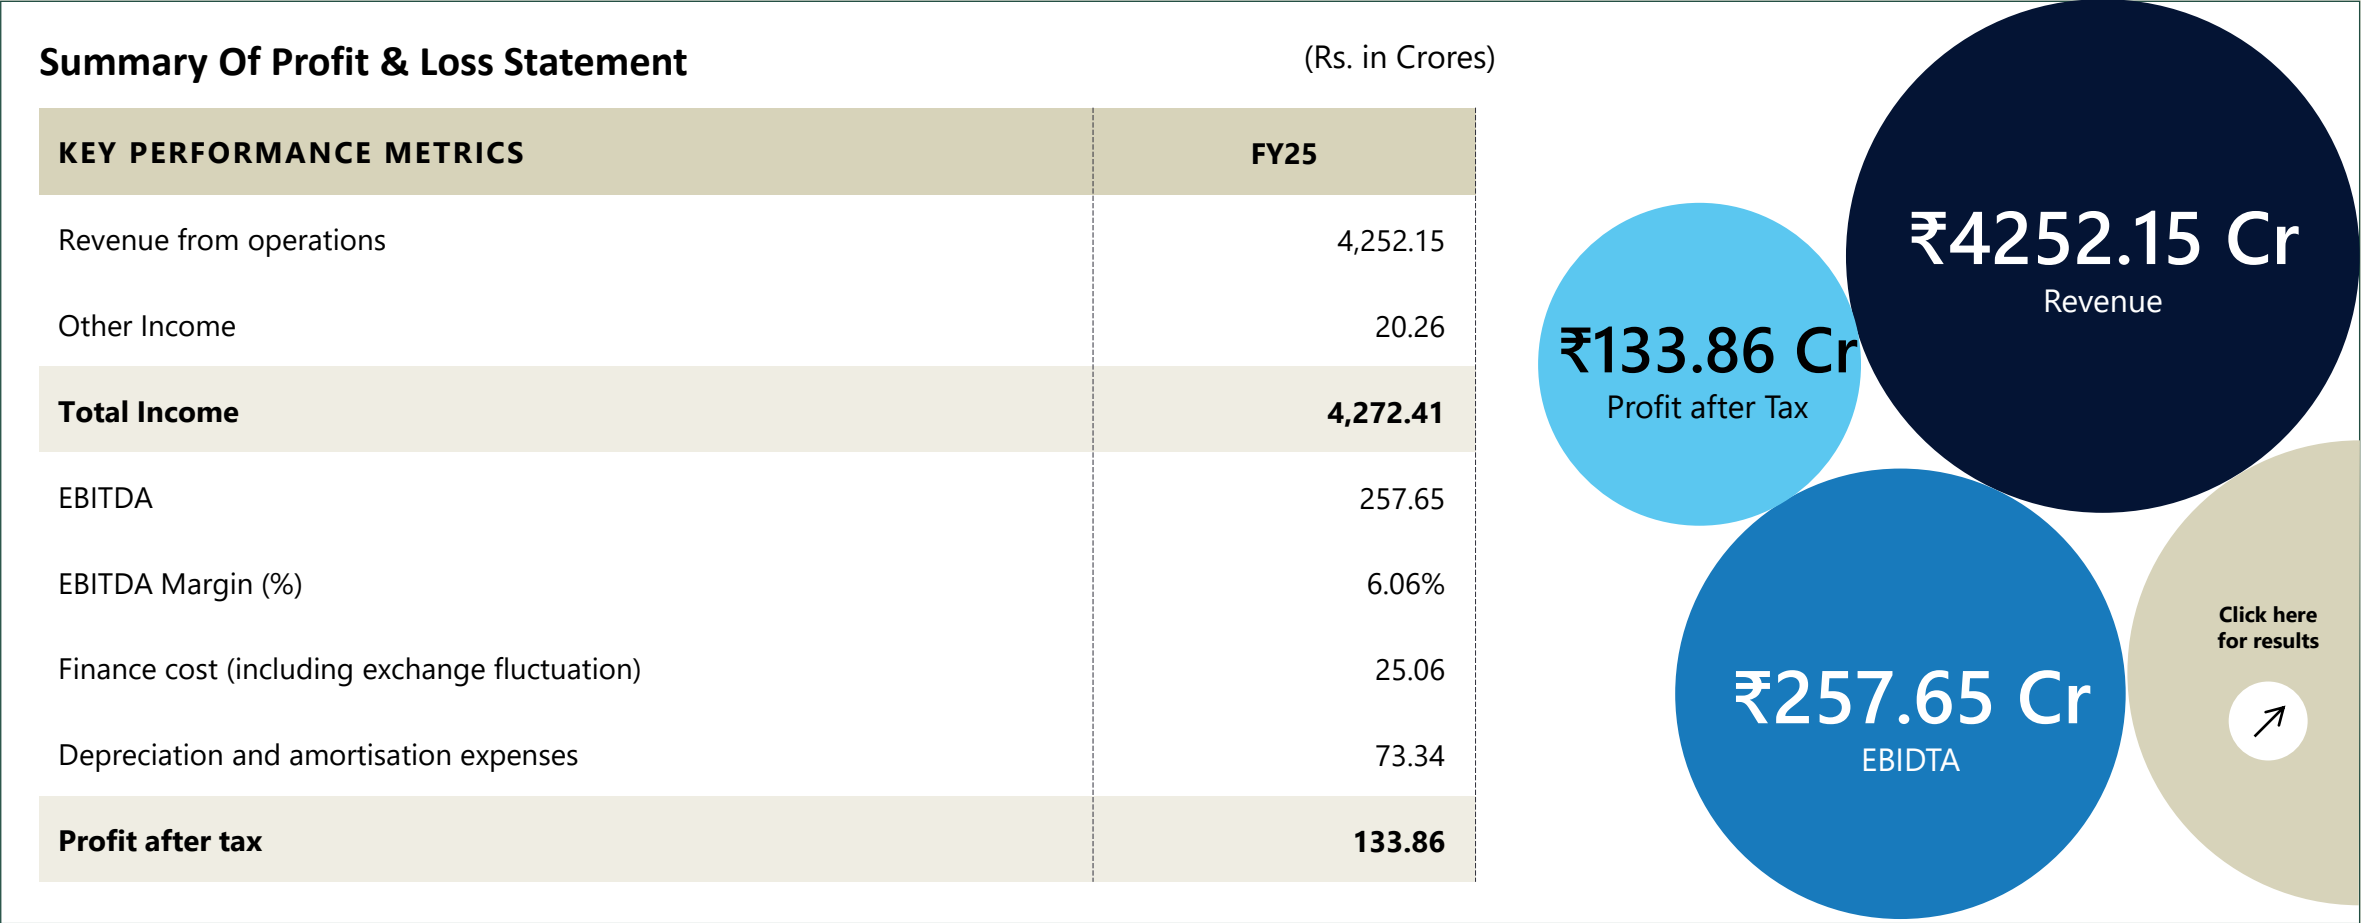 Summary Of Profit & Loss Statement
(Rs. in Crores)
KEY PERFORMANCE METRICS FY25
Revenue from operations 4,252.15
Other Income 20.26
Total Income 4,272.41
EBITDA 257.65
EBITDA Margin (%) 6.06%
Finance cost (including exchange fluctuation) 25.06
Depreciation and amortisation expenses 73.34
Profit after tax 133.86
₹4252.15 Cr
Revenue
₹133.86 Cr
Profit after Tax
₹257.65 Cr
EBIDTA
Click here
for results